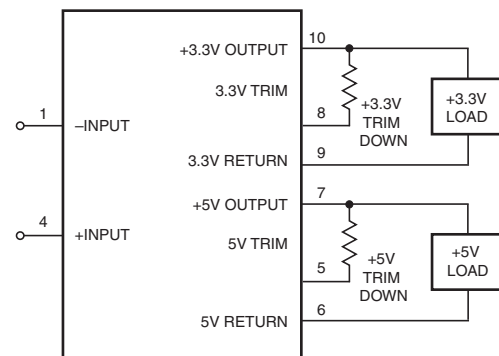 +3.3V OUTPUT
10
3.3V TRIM
8
+3.3V
TRIM
DOWN
+3.3V
LOAD
1
–INPUT
3.3V RETURN
9
+5V OUTPUT
7
4
+INPUT
5V TRIM
5
+5V
TRIM
DOWN
+5V
LOAD
5V RETURN
6